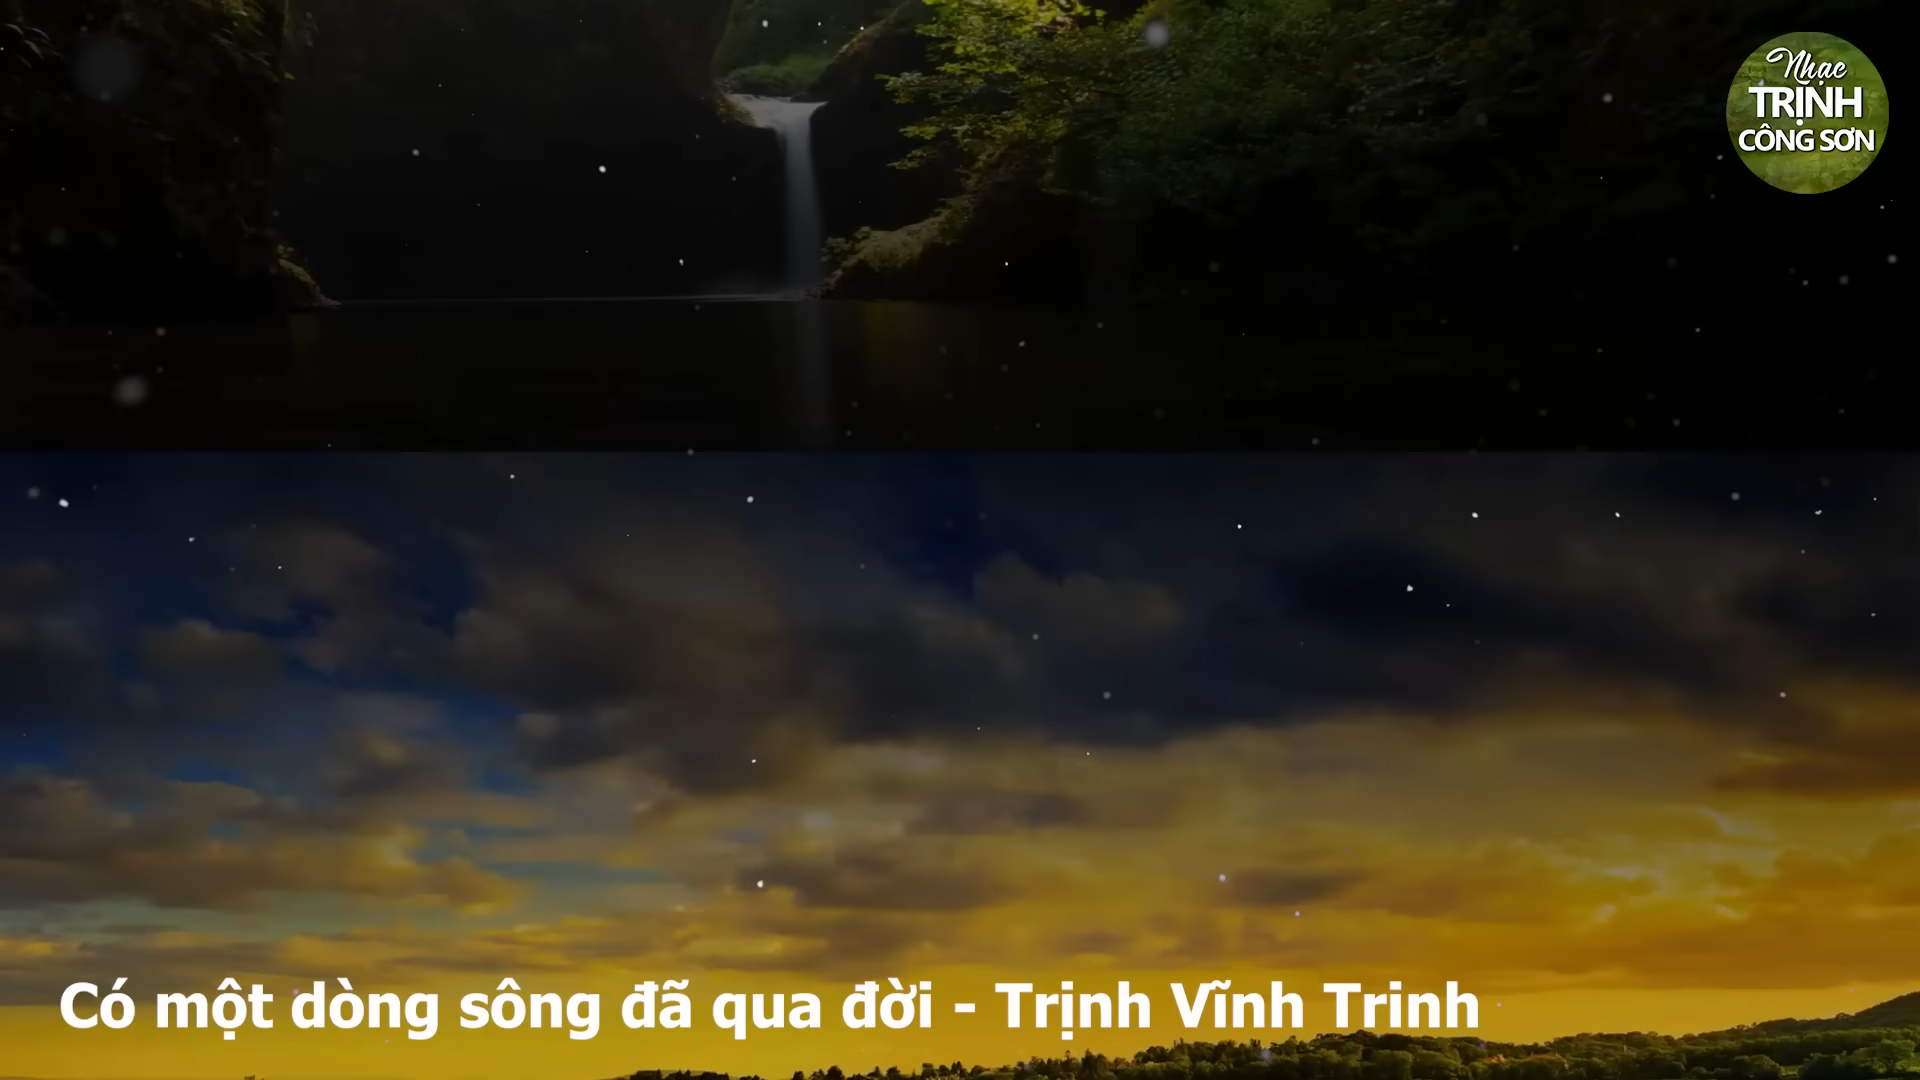 Nhạc
TRỊNH
CÔNG SƠN
Có một dòng sông đã qua đời - Trịnh Vĩnh Trinh